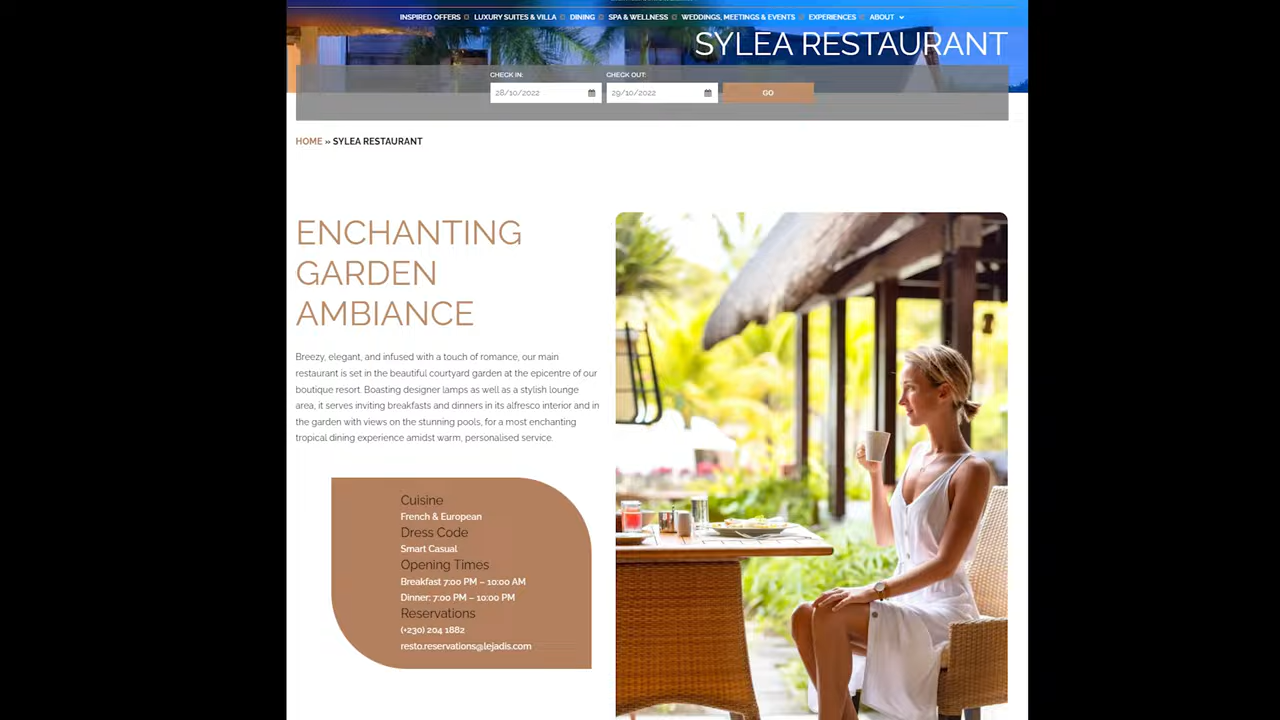 INSPIRED OFFERS LUXURY SUITES & VILLA DINING SPA & WELLNESS WEDDINGS, MEETINGS & EVENTS EXPERIENCES ABOUT
SYLEA RESTAURANT
CHECK IN: CHECK OUT:
28/10/2022 29/10/2022 GO
HOME » SYLEA RESTAURANT
ENCHANTING
GARDEN
AMBIANCE
Breezy, elegant, and infused with a touch of romance, our main
restaurant is set in the beautiful courtyard garden at the epicentre of our
boutique resort. Boasting designer lamps as well as a stylish lounge
area, it serves inviting breakfasts and dinners in its alfresco interior and in
the garden with views on the stunning pools, for a most enchanting
tropical dining experience amidst warm, personalised service.
Cuisine
French & European
Dress Code
Smart Casual
Opening Times
Breakfast 7:00 PM – 10:00 AM
Dinner: 7:00 PM – 10:00 PM
Reservations
(+230) 204 1882
resto.reservations@lejadis.com